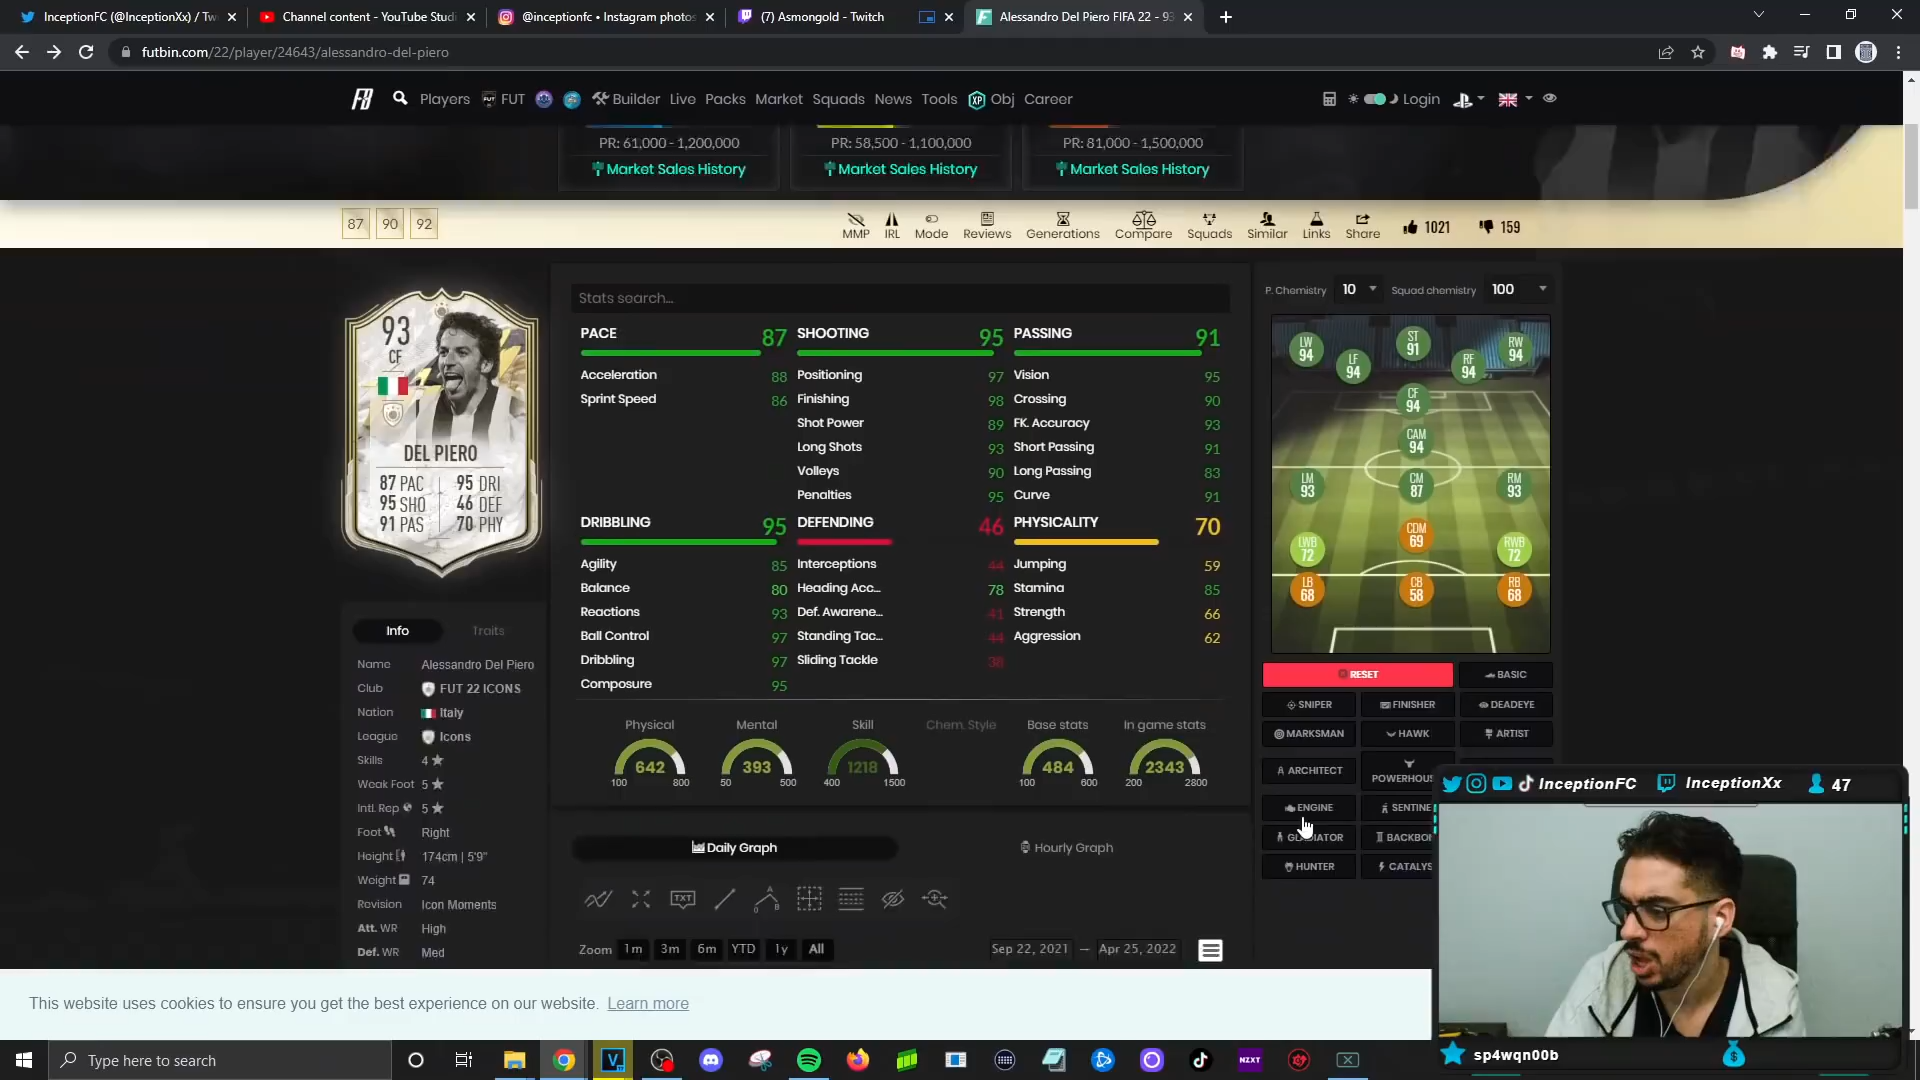 InceptionFC (@InceptionXx) / Tw
Channel content - YouTube Studi
@inceptionfc • Instagram photos
(7) Asmongold - Twitch
Alessandro Del Piero FIFA 22 - 93
futbin.com/22/player/24643/alessandro-del-piero
Players FUT Builder Live Packs Market Squads News Tools Obj Career Login
PR: 61,000 - 1,200,000 PR: 58,500 - 1,100,000 PR: 81,000 - 1,500,000
Market Sales History Market Sales History Market Sales History
87 90 92
MMP IRL Mode Reviews Generations Compare Squads Similar Links Share 1021 159
93
CF
DEL PIERO
87 PAC 95 DRI
95 SHO 46 DEF
91 PAS 70 PHY
Info Traits
Name Alessandro Del Piero
Club FUT 22 ICONS
Nation Italy
League Icons
Skills 4★
Weak Foot 5★
Intl. Rep 5★
Foot Right
Height 174cm | 5'9"
Weight 74
Revision Icon Moments
Att. WR High
Def. WR Med
Stats search...
PACE 87
Acceleration 88
Sprint Speed 86
SHOOTING 95
Positioning 97
Finishing 98
Shot Power 89
Long Shots 93
Volleys 90
Penalties 95
PASSING 91
Vision 95
Crossing 90
FK. Accuracy 93
Short Passing 91
Long Passing 83
Curve 91
DRIBBLING 95
Agility 85
Balance 80
Reactions 93
Ball Control 97
Dribbling 97
Composure 95
DEFENDING 46
Interceptions 44
Heading Acc... 78
Def. Awarene... 41
Standing Tac... 44
Sliding Tackle 38
PHYSICALITY 70
Jumping 59
Stamina 85
Strength 66
Aggression 62
Physical Mental Skill Chem. Style Base stats In game stats
642 393 1218 484 2343
100 800 50 500 400 1500 100 600 200 2800
Daily Graph Hourly Graph
TXT
Zoom 1m 3m 6m YTD 1y All Sep 22, 2021 — Apr 25, 2022
P. Chemistry 10 Squad chemistry 100
LW 94
ST 91
RW 94
LF 94
RF 94
CF 94
CAM 94
LM 93
CM 87
RM 93
CDM 69
LWB 72
RWB 72
LB 68
CB 58
RB 68
RESET BASIC
SNIPER FINISHER DEADEYE
MARKSMAN HAWK ARTIST
ARCHITECT POWERHOUS
ENGINE SENTINE
GLADIATOR BACKBO
HUNTER CATALYS
InceptionFC InceptionXx 47
sp4wqn00b
This website uses cookies to ensure you get the best experience on our website. Learn more
Type here to search
NZXT